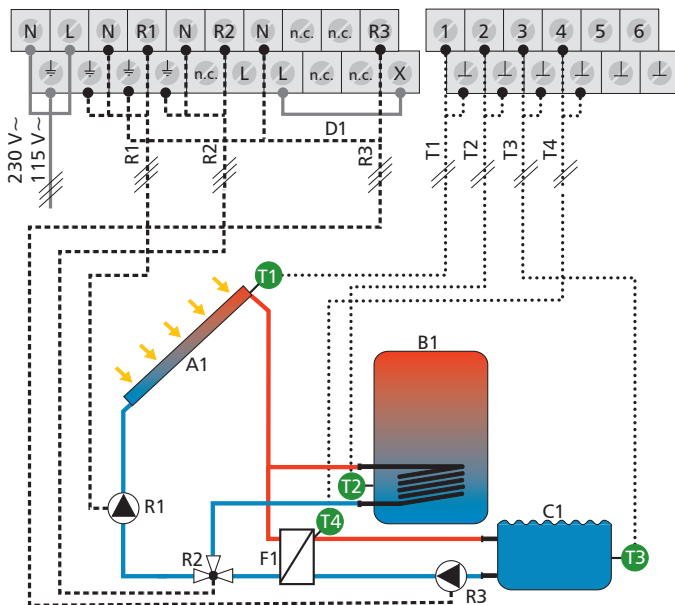 N L N R1 N R2 N n.c. n.c. R3
1 2 3 4 5 6
n.c. L L n.c. n.c. X
D1
230 V~
115 V~
R1
R2
R3
T1
T2
T3
T4
T1
A1
B1
T2
R1
T4
C1
R2
F1
T3
R3